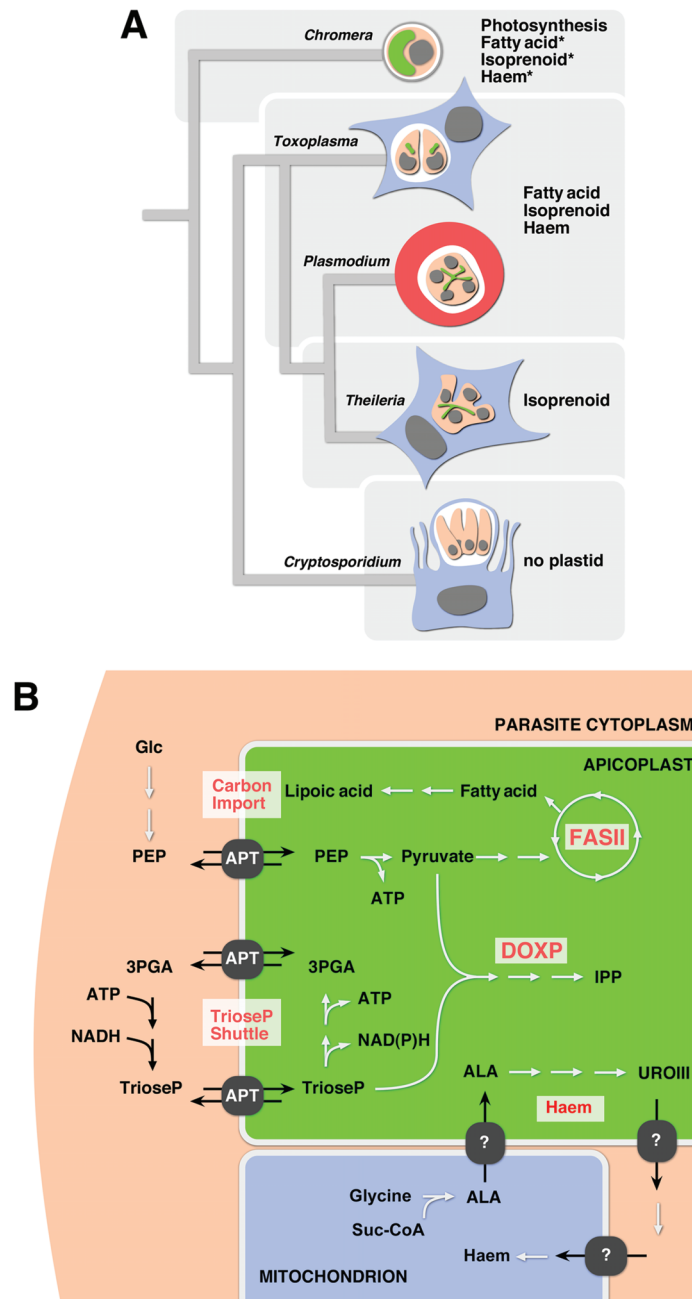 A
Chromera
Photosynthesis
Fatty acid*
Isoprenoid*
Haem*
Toxoplasma
Fatty acid
Isoprenoid
Haem
Plasmodium
Theileria
Isoprenoid
Cryptosporidium
no plastid
B
PARASITE CYTOPLASM
APICOPLAST
Glc
Carbon
Import
Lipoic acid
Fatty acid
FASII
PEP
APT
PEP
Pyruvate
ATP
DOXP
APT
3PGA
3PGA
IPP
ATP
TrioseP
Shuttle
ATP
NADH
NAD(P)H
TrioseP
APT
TrioseP
ALA
UROIII
Haem
?
?
Glycine
ALA
Suc-CoA
Haem
?
MITOCHONDRION